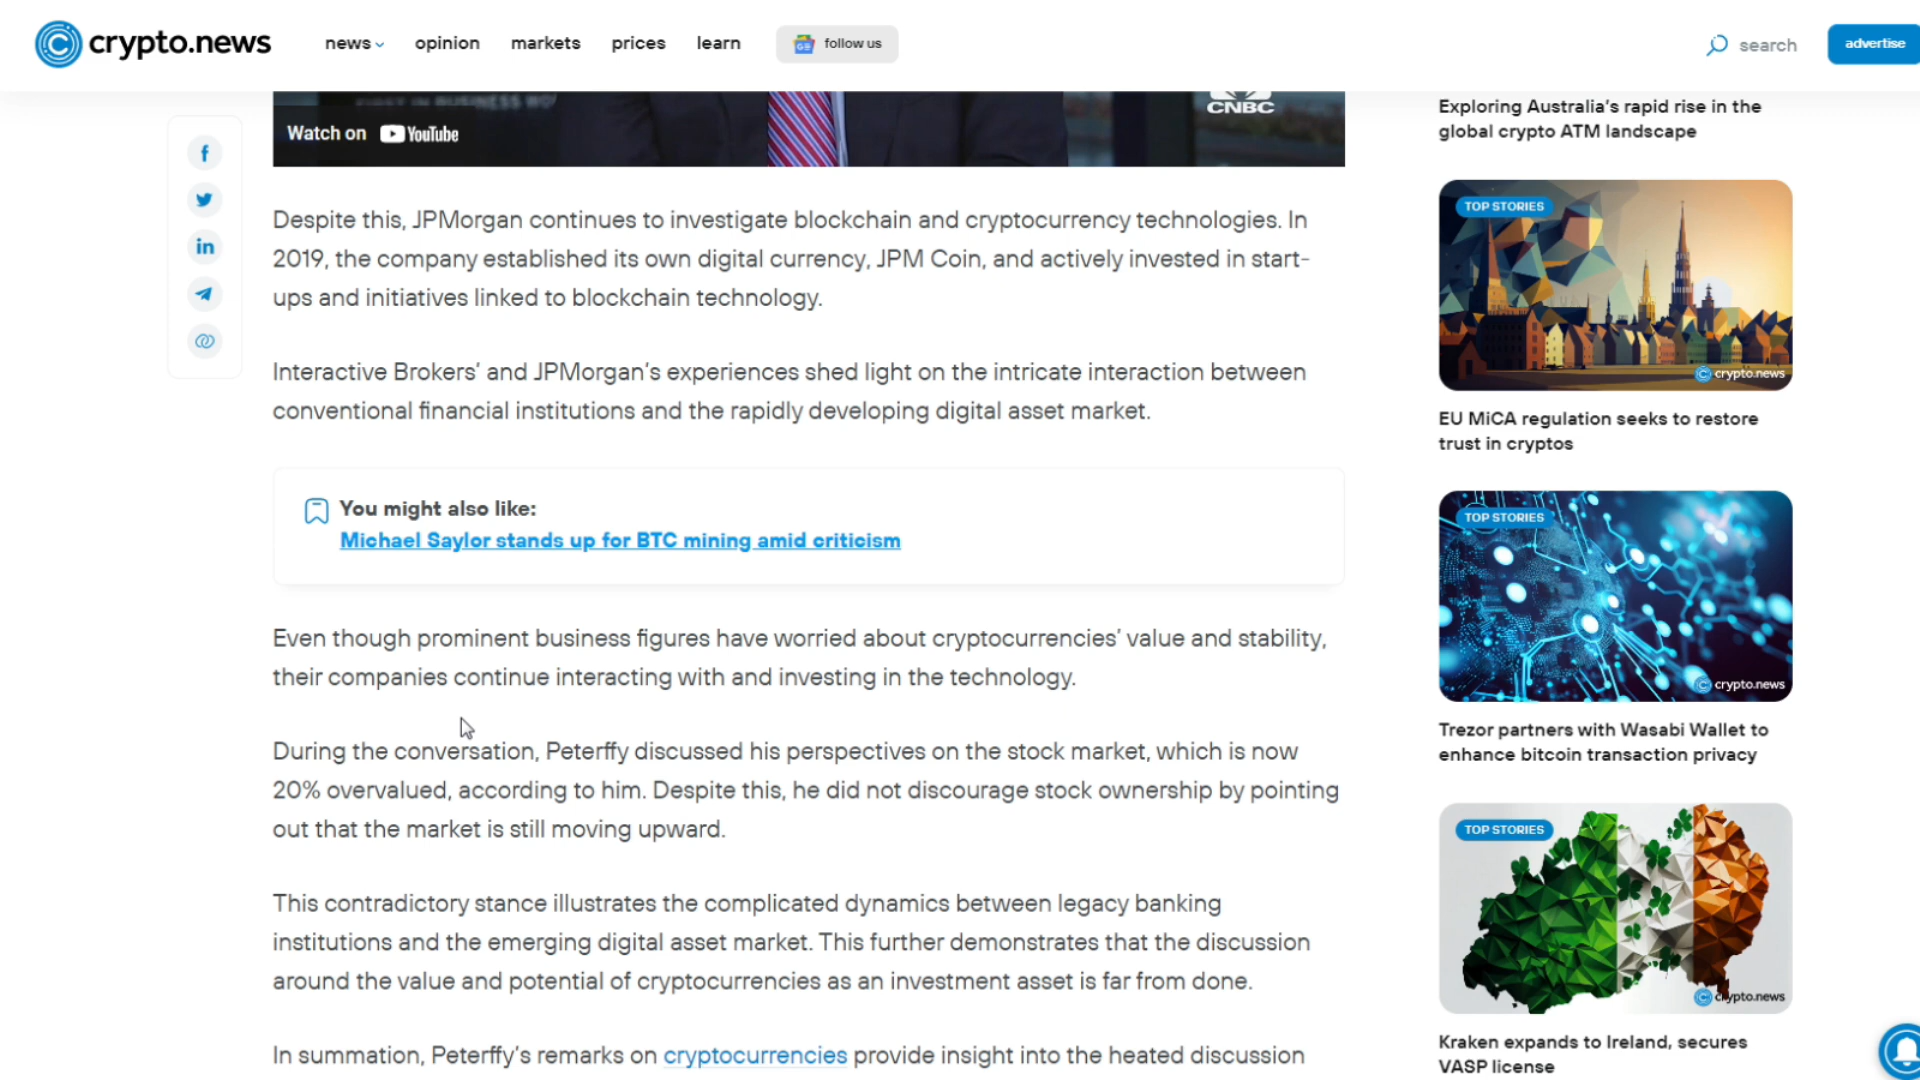 crypto.news
news
opinion
markets
prices
learn
follow us
search
advertise
Watch on YouTube
CNBC
Despite this, JPMorgan continues to investigate blockchain and cryptocurrency technologies. In
2019, the company established its own digital currency, JPM Coin, and actively invested in start-
ups and initiatives linked to blockchain technology.
Interactive Brokers’ and JPMorgan’s experiences shed light on the intricate interaction between
conventional financial institutions and the rapidly developing digital asset market.
You might also like:
Michael Saylor stands up for BTC mining amid criticism
Even though prominent business figures have worried about cryptocurrencies’ value and stability,
their companies continue interacting with and investing in the technology.
During the conversation, Peterffy discussed his perspectives on the stock market, which is now
20% overvalued, according to him. Despite this, he did not discourage stock ownership by pointing
out that the market is still moving upward.
This contradictory stance illustrates the complicated dynamics between legacy banking
institutions and the emerging digital asset market. This further demonstrates that the discussion
around the value and potential of cryptocurrencies as an investment asset is far from done.
In summation, Peterffy’s remarks on cryptocurrencies provide insight into the heated discussion
Exploring Australia’s rapid rise in the
global crypto ATM landscape
TOP STORIES
crypto.news
EU MiCA regulation seeks to restore
trust in cryptos
TOP STORIES
crypto.news
Trezor partners with Wasabi Wallet to
enhance bitcoin transaction privacy
TOP STORIES
crypto.news
Kraken expands to Ireland, secures
VASP license